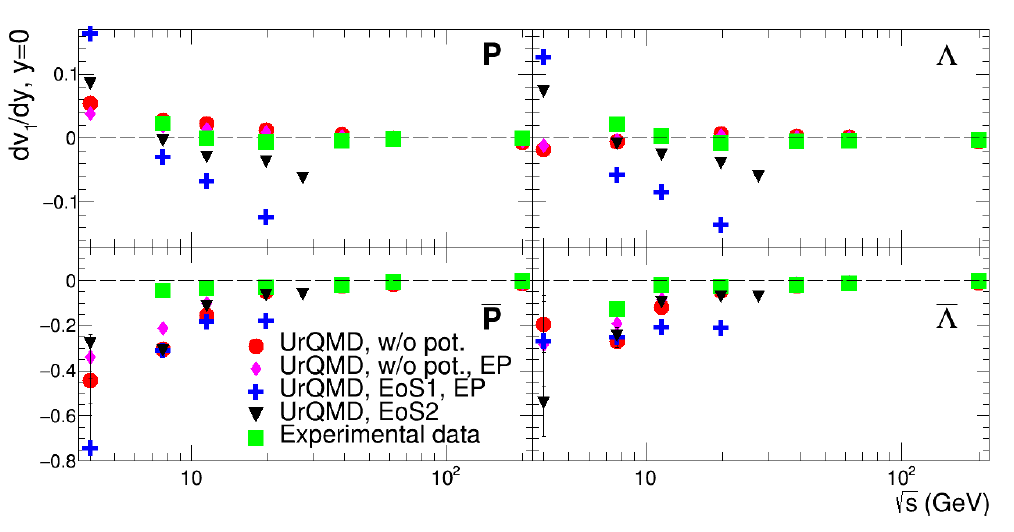 dv₁/dy, y=0
P
Λ
0.1
0
−0.1
0
−0.2
−0.4
−0.6
−0.8
P̅
Λ̅
UrQMD, w/o pot.
UrQMD, w/o pot., EP
UrQMD, EoS1, EP
UrQMD, EoS2
Experimental data
10
10²
10
10²
√s (GeV)